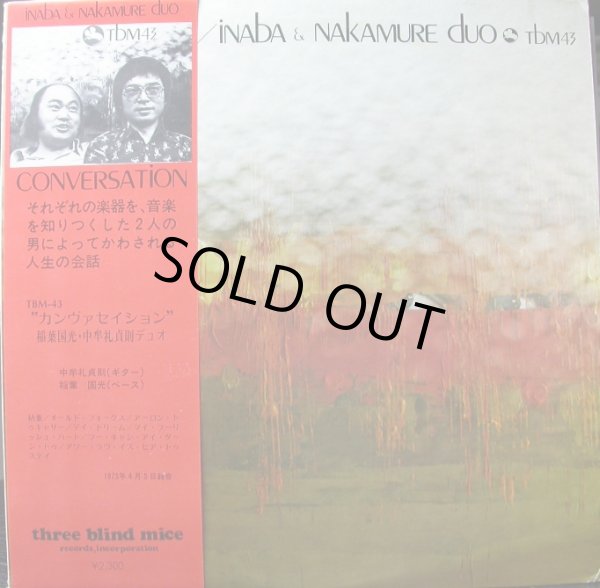 iNAbA & NAKAMURE duo
TbM43
/iNAbA & NAKAMURE duo TbM43
CONVERSATiON
それぞれの楽器を、音楽
を知りつくした2人の
男によってかわされる
人生の会話
SOLD OUT
TBM-43
"カンヴァセイション"
稲葉国光・中牟礼貞則デュオ
中牟礼貞則(ギター)
稲葉 国光(ベース)
three blind mice
records, incorporation
¥2,300